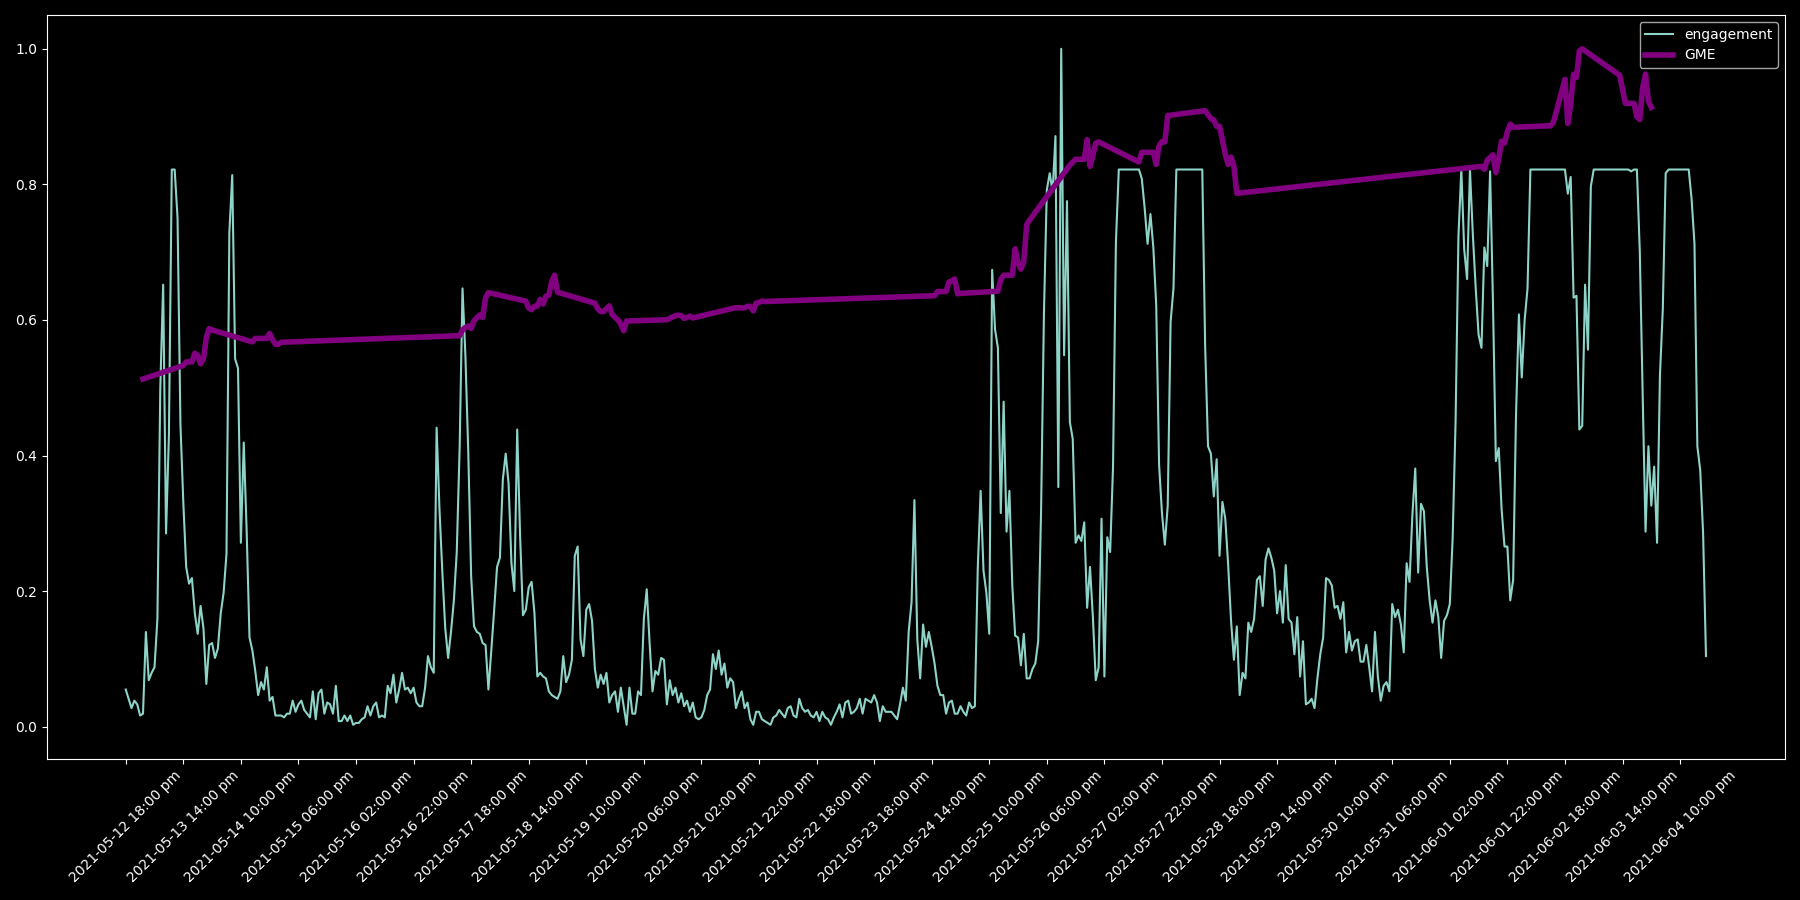 engagement
GME
1.0
0.8
0.6
0.4
0.2
0.0
2021-05-12 18:00 pm
2021-05-13 14:00 pm
2021-05-14 10:00 pm
2021-05-15 06:00 pm
2021-05-16 02:00 pm
2021-05-16 22:00 pm
2021-05-17 18:00 pm
2021-05-18 14:00 pm
2021-05-19 10:00 pm
2021-05-20 06:00 pm
2021-05-21 02:00 pm
2021-05-21 22:00 pm
2021-05-22 18:00 pm
2021-05-23 18:00 pm
2021-05-24 14:00 pm
2021-05-25 10:00 pm
2021-05-26 06:00 pm
2021-05-27 02:00 pm
2021-05-27 22:00 pm
2021-05-28 18:00 pm
2021-05-29 14:00 pm
2021-05-30 10:00 pm
2021-05-31 06:00 pm
2021-06-01 02:00 pm
2021-06-01 22:00 pm
2021-06-02 18:00 pm
2021-06-03 14:00 pm
2021-06-04 10:00 pm